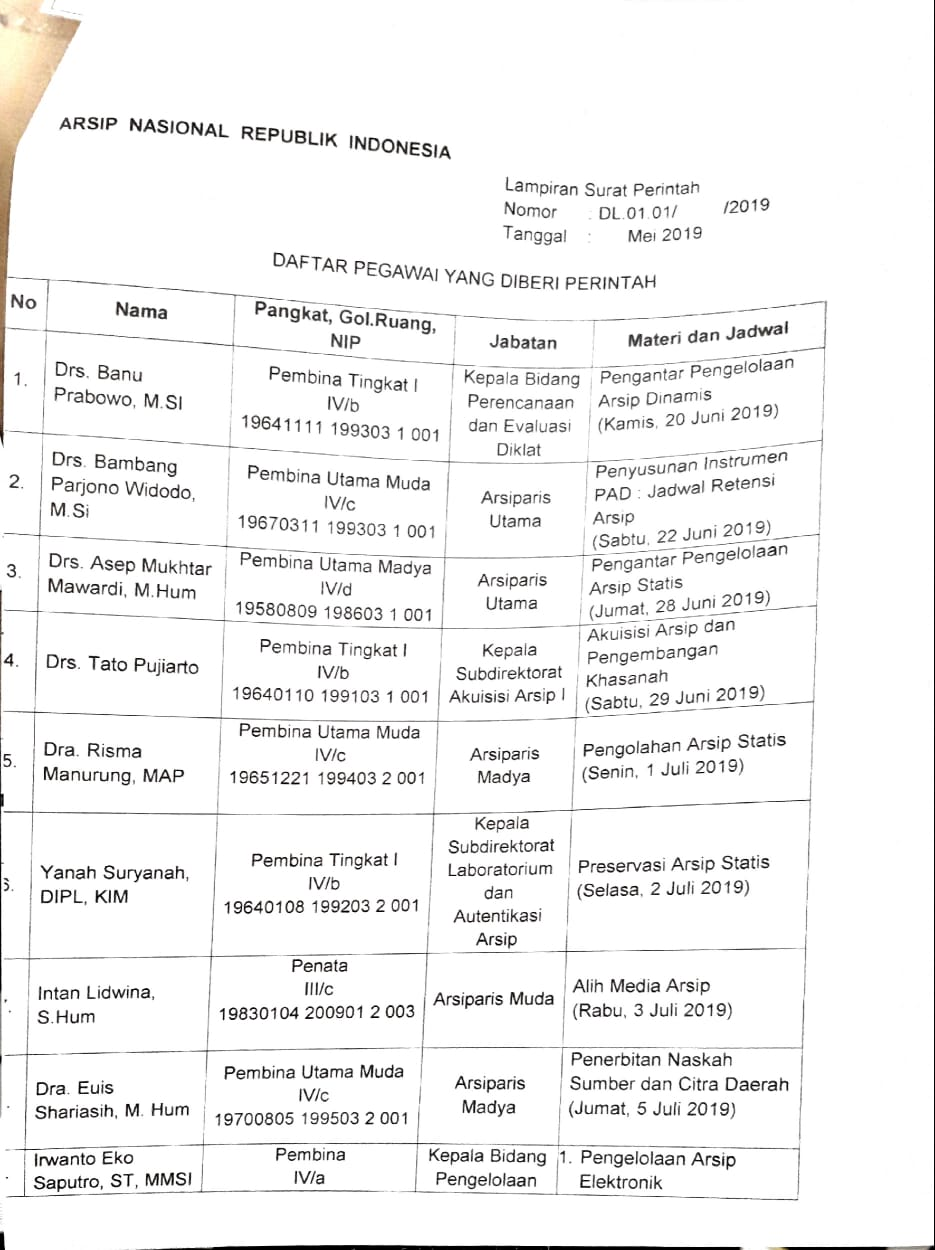 ARSIP NASIONAL REPUBLIK INDONESIA
Lampiran Surat Perintah
Nomor : DL.01.01/ /2019
Tanggal : Mei 2019
DAFTAR PEGAWAI YANG DIBERI PERINTAH
No
Nama
Pangkat, Gol.Ruang,
NIP
Jabatan
Materi dan Jadwal
1.
Drs. Banu
Prabowo, M.SI
Pembina Tingkat I
IV/b
19641111 199303 1 001
Kepala Bidang
Perencanaan
dan Evaluasi
Diklat
Pengantar Pengelolaan
Arsip Dinamis
(Kamis, 20 Juni 2019)
2.
Drs. Bambang
Parjono Widodo,
M.Si
Pembina Utama Muda
IV/c
19670311 199303 1 001
Arsiparis
Utama
Penyusunan Instrumen
PAD : Jadwal Retensi
Arsip
(Sabtu, 22 Juni 2019)
3.
Drs. Asep Mukhtar
Mawardi, M.Hum
Pembina Utama Madya
IV/d
19580809 198603 1 001
Arsiparis
Utama
Pengantar Pengelolaan
Arsip Statis
(Jumat, 28 Juni 2019)
4.
Drs. Tato Pujiarto
Pembina Tingkat I
IV/b
19640110 199103 1 001
Kepala
Subdirektorat
Akuisisi Arsip I
Akuisisi Arsip dan
Pengembangan
Khasanah
(Sabtu, 29 Juni 2019)
5.
Dra. Risma
Manurung, MAP
Pembina Utama Muda
IV/c
19651221 199403 2 001
Arsiparis
Madya
Pengolahan Arsip Statis
(Senin, 1 Juli 2019)
6.
Yanah Suryanah,
DIPL, KIM
Pembina Tingkat I
IV/b
19640108 199203 2 001
Kepala
Subdirektorat
Laboratorium
dan
Autentikasi
Arsip
Preservasi Arsip Statis
(Selasa, 2 Juli 2019)
Intan Lidwina,
S.Hum
Penata
III/c
19830104 200901 2 003
Arsiparis Muda
Alih Media Arsip
(Rabu, 3 Juli 2019)
Dra. Euis
Shariasih, M. Hum
Pembina Utama Muda
IV/c
19700805 199503 2 001
Arsiparis
Madya
Penerbitan Naskah
Sumber dan Citra Daerah
(Jumat, 5 Juli 2019)
Irwanto Eko
Saputro, ST, MMSI
Pembina
IV/a
Kepala Bidang
Pengelolaan
1. Pengelolaan Arsip
Elektronik